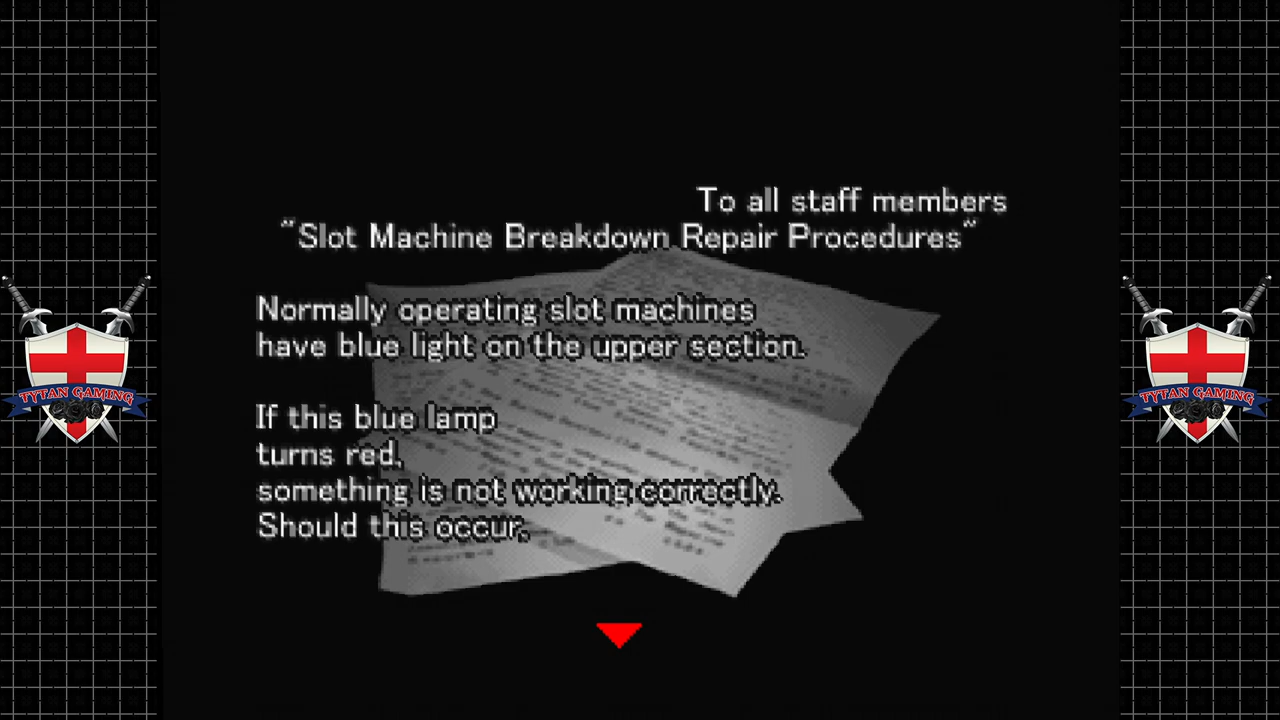 To all staff members
"Slot Machine Breakdown Repair Procedures"
Normally operating slot machines
have blue light on the upper section.
If this blue lamp
turns red,
something is not working correctly.
Should this occur,
TYTAN GAMING
TYTAN GAMING